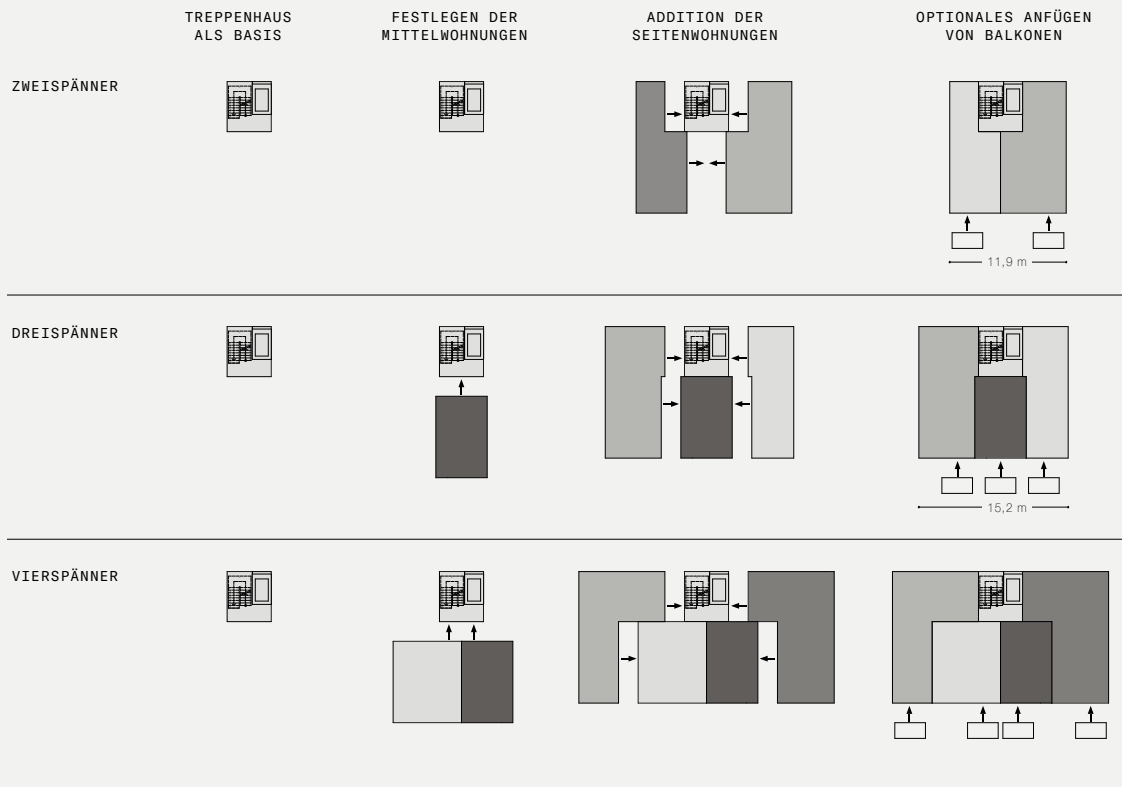 TREPPENHAUS
ALS BASIS
FESTLEGEN DER
MITTELWOHNUNGEN
ADDITION DER
SEITENWOHNUNGEN
OPTIONALES ANFÜGEN
VON BALKONEN
ZWEISPÄNNER
11,9 m
DREISPÄNNER
15,2 m
VIERSPÄNNER